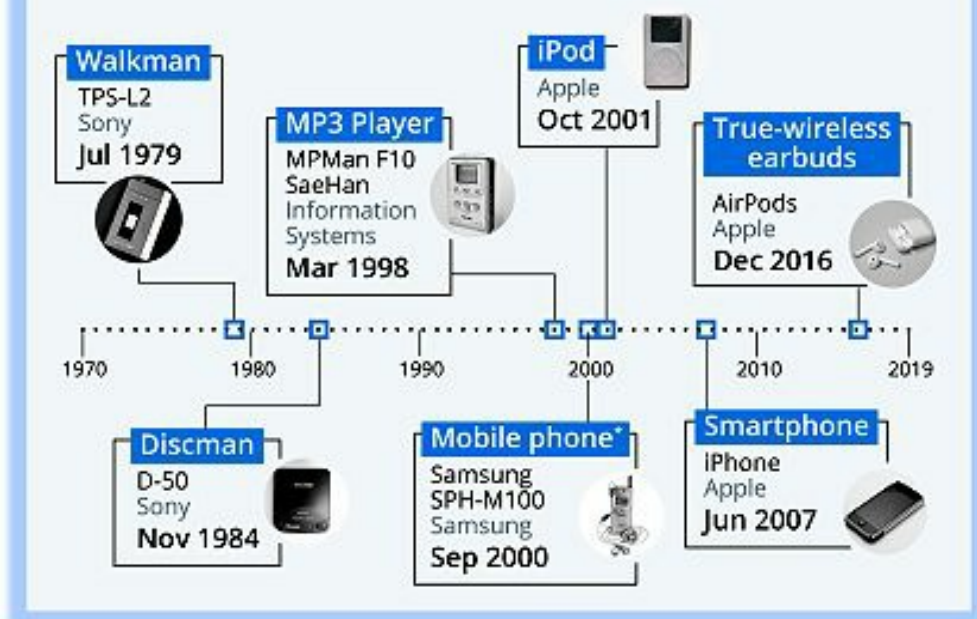 Walkman
TPS-L2
Sony
Jul 1979
MP3 Player
MPMan F10
SaeHan
Information
Systems
Mar 1998
iPod
Apple
Oct 2001
True-wireless
earbuds
AirPods
Apple
Dec 2016
1970
1980
1990
2000
2010
2019
Discman
D-50
Sony
Nov 1984
Mobile phone*
Samsung
SPH-M100
Samsung
Sep 2000
Smartphone
iPhone
Apple
Jun 2007